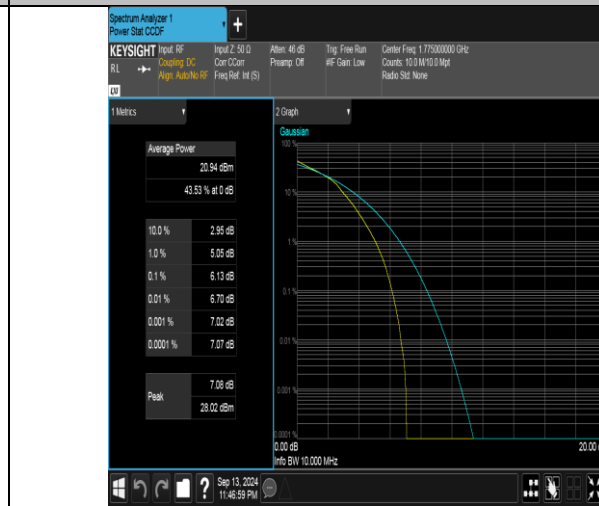 Spectrum Analyzer 1
Power Stat CCDF
+
KEYSIGHT Input: RF Input Z: 50 Ω Atten: 46 dB Trig: Free Run Center Freq: 1.775000000 GHz
RL Coupling: DC Corr CCorr Preamp: Off #IF Gain: Low Counts: 10.0 M/10.0 Mpt
Align: Auto/No RF Freq Ref: Int (S) Radio Std: None
LXI
1 Metrics
2 Graph
Gaussian
Average Power
20.94 dBm
43.53 % at 0 dB
10.0 % 2.95 dB
1.0 % 5.05 dB
0.1 % 6.13 dB
0.01 % 6.70 dB
0.001 % 7.02 dB
0.0001 % 7.07 dB
Peak
7.08 dB
28.02 dBm
100 %
10 %
1 %
0.1 %
0.01 %
0.001 %
0.0001 %
0.00 dB 20.00
Info BW 10.000 MHz
?
Sep 13, 2024
11:46:59 PM